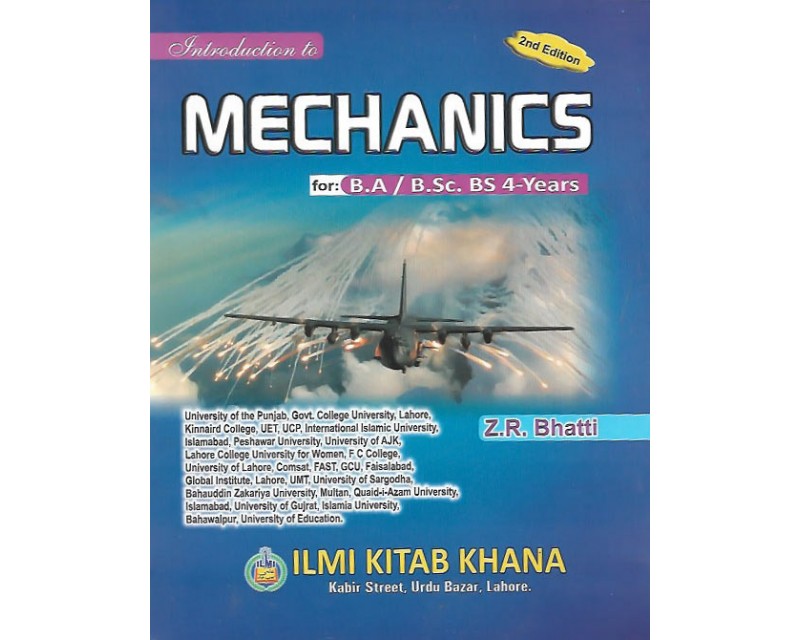 Introduction to
2nd Edition
MECHANICS
for: B.A / B.Sc. BS 4-Years
University of the Punjab, Govt. College University, Lahore,
Kinnaird College, UET, UCP, International Islamic University,
Islamabad, Peshawar University, University of AJK,
Lahore College University for Women, F C College,
University of Lahore, Comsat, FAST, GCU, Faisalabad,
Global Institute, Lahore, UMT, University of Sargodha,
Bahauddin Zakariya University, Multan, Quaid-i-Azam University,
Islamabad, University of Gujrat, Islamia University,
Bahawalpur, University of Education.
Z.R. Bhatti
ILMI
ILMI KITAB KHANA
Kabir Street, Urdu Bazar, Lahore.